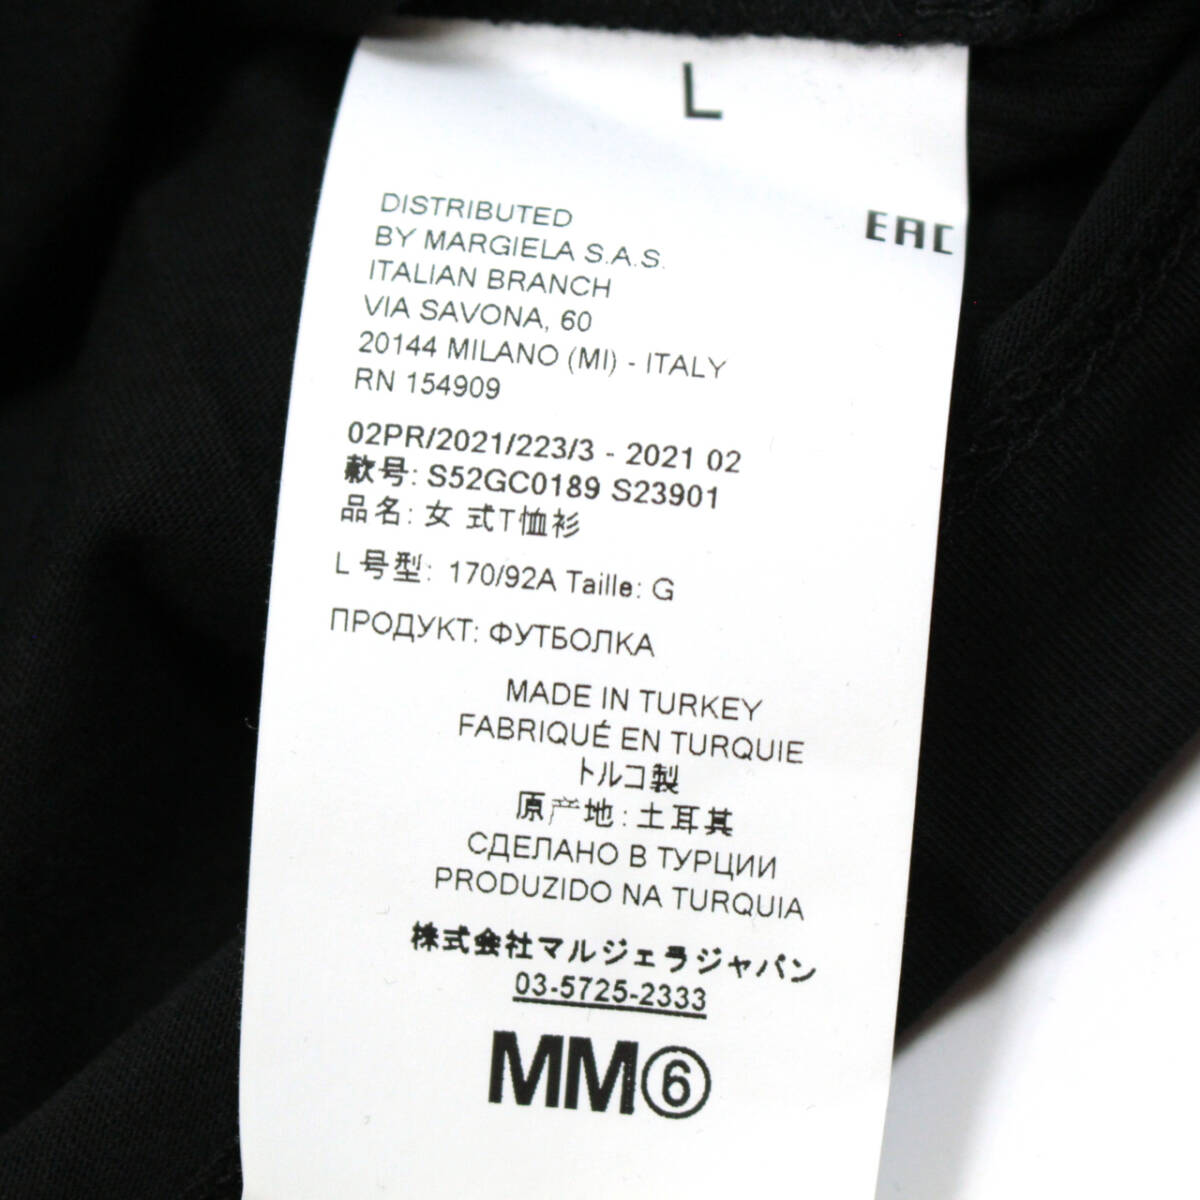 L
EAC
DISTRIBUTED
BY MARGIELA S.A.S.
ITALIAN BRANCH
VIA SAVONA, 60
20144 MILANO (MI) - ITALY
RN 154909
02PR/2021/223/3 - 2021 02
款号: S52GC0189 S23901
品名: 女 式T恤衫
L 号型: 170/92A Taille: G
ПРОДУКТ: ФУТБОЛКА
MADE IN TURKEY
FABRIQUÉ EN TURQUIE
トルコ製
原产地: 土耳其
СДЕЛАНО В ТУРЦИИ
PRODUZIDO NA TURQUIA
株式会社マルジェラジャパン
03-5725-2333
MM⑥